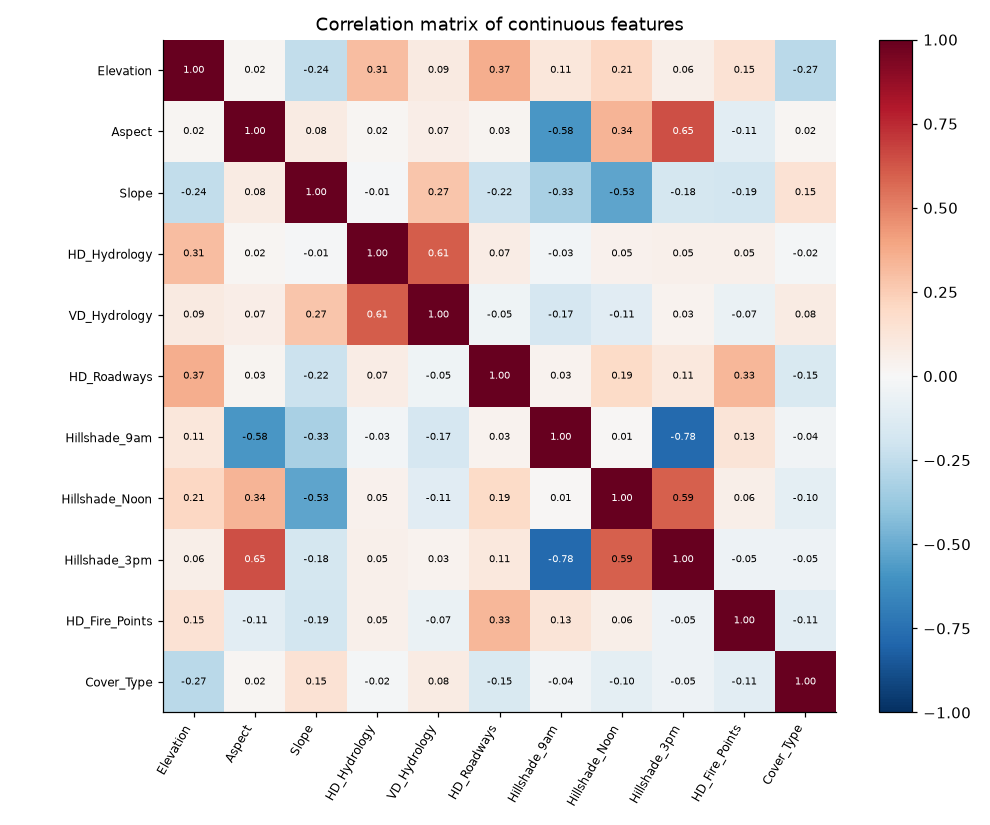 Correlation matrix of continuous features
Elevation 1.00 0.02 -0.24 0.31 0.09 0.37 0.11 0.21 0.06 0.15 -0.27
Aspect 0.02 1.00 0.08 0.02 0.07 0.03 -0.58 0.34 0.65 -0.11 0.02
Slope -0.24 0.08 1.00 -0.01 0.27 -0.22 -0.33 -0.53 -0.18 -0.19 0.15
HD_Hydrology 0.31 0.02 -0.01 1.00 0.61 0.07 -0.03 0.05 0.05 0.05 -0.02
VD_Hydrology 0.09 0.07 0.27 0.61 1.00 -0.05 -0.17 -0.11 0.03 -0.07 0.08
HD_Roadways 0.37 0.03 -0.22 0.07 -0.05 1.00 0.03 0.19 0.11 0.33 -0.15
Hillshade_9am 0.11 -0.58 -0.33 -0.03 -0.17 0.03 1.00 0.01 -0.78 0.13 -0.04
Hillshade_Noon 0.21 0.34 -0.53 0.05 -0.11 0.19 0.01 1.00 0.59 0.06 -0.10
Hillshade_3pm 0.06 0.65 -0.18 0.05 0.03 0.11 -0.78 0.59 1.00 -0.05 -0.05
HD_Fire_Points 0.15 -0.11 -0.19 0.05 -0.07 0.33 0.13 0.06 -0.05 1.00 -0.11
Cover_Type -0.27 0.02 0.15 -0.02 0.08 -0.15 -0.04 -0.10 -0.05 -0.11 1.00
Elevation
Aspect
Slope
HD_Hydrology
VD_Hydrology
HD_Roadways
Hillshade_9am
Hillshade_Noon
Hillshade_3pm
HD_Fire_Points
Cover_Type
1.00
0.75
0.50
0.25
0.00
−0.25
−0.50
−0.75
−1.00